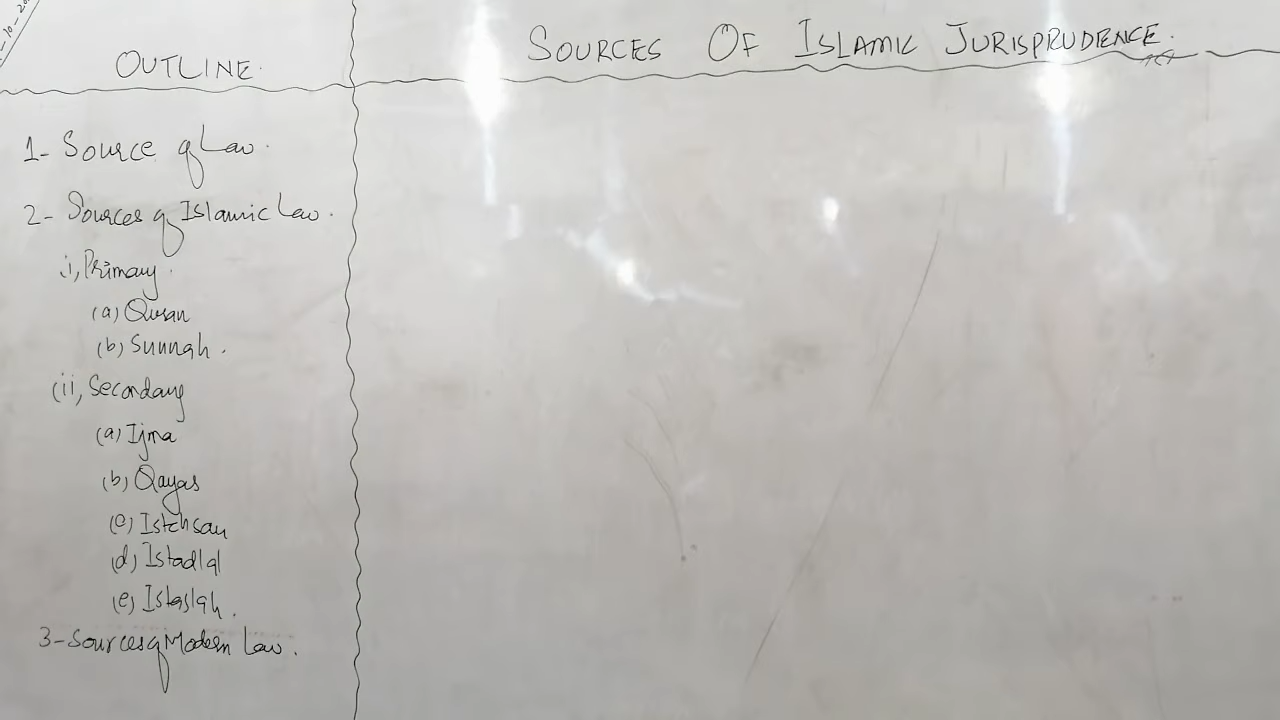 OUTLINE.
SOURCES OF ISLAMIC JURISPRUDENCE.
1- Source of Law.
2- Sources of Islamic Law.
i, Primary.
(a) Quran
(b) Sunnah.
(ii, Secondary
(a) Ijma
(b) Qayas
(c) Istehsan
(d) Istadlal
(e) Istaslah.
3- Sources of Modern Law.